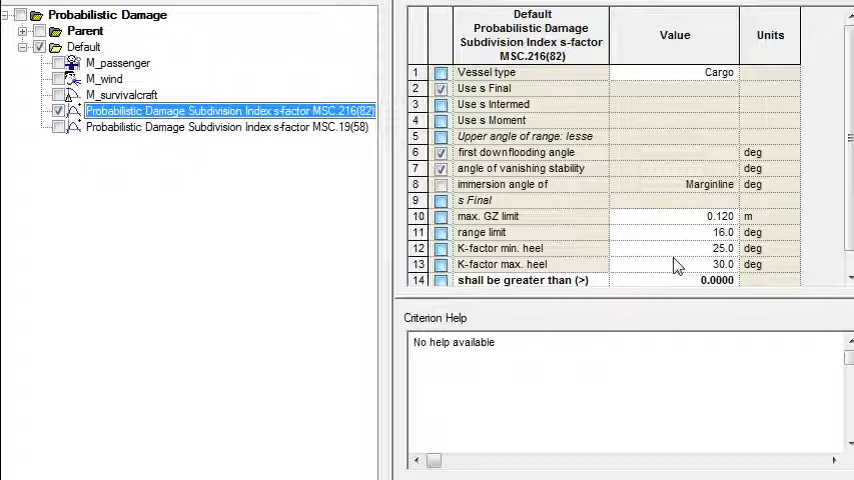 Probabilistic Damage
Parent
Default
M_passenger
M_wind
M_survivalcraft
Probabilistic Damage Subdivision Index s-factor MSC.216(82)
Probabilistic Damage Subdivision Index s-factor MSC.19(58)
Default
Probabilistic Damage
Subdivision Index s-factor
MSC.216(82)
Value
Units
1 Vessel type Cargo
2 Use s Final
3 Use s Intermed
4 Use s Moment
5 Upper angle of range: lesse
6 first downflooding angle deg
7 angle of vanishing stability deg
8 immersion angle of Marginline deg
9 s Final
10 max. GZ limit 0.120 m
11 range limit 16.0 deg
12 K-factor min. heel 25.0 deg
13 K-factor max. heel 30.0 deg
14 shall be greater than (>) 0.0000
Criterion Help
No help available